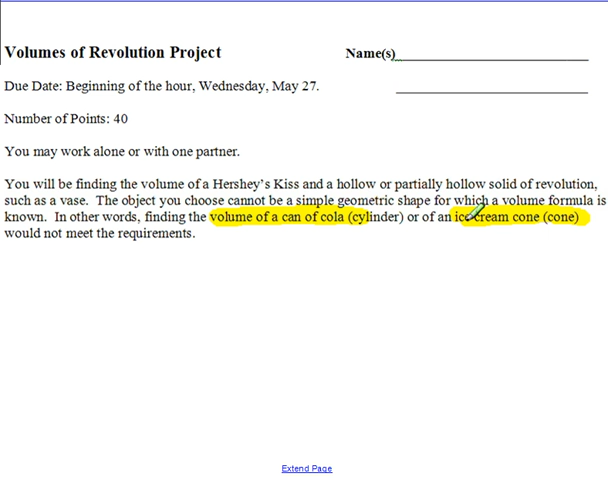 Volumes of Revolution Project Name(s)
Due Date: Beginning of the hour, Wednesday, May 27.
Number of Points: 40
You may work alone or with one partner.
You will be finding the volume of a Hershey's Kiss and a hollow or partially hollow solid of revolution,
such as a vase. The object you choose cannot be a simple geometric shape for which a volume formula is
known. In other words, finding the volume of a can of cola (cylinder) or of an ice cream cone (cone)
would not meet the requirements.
Extend Page